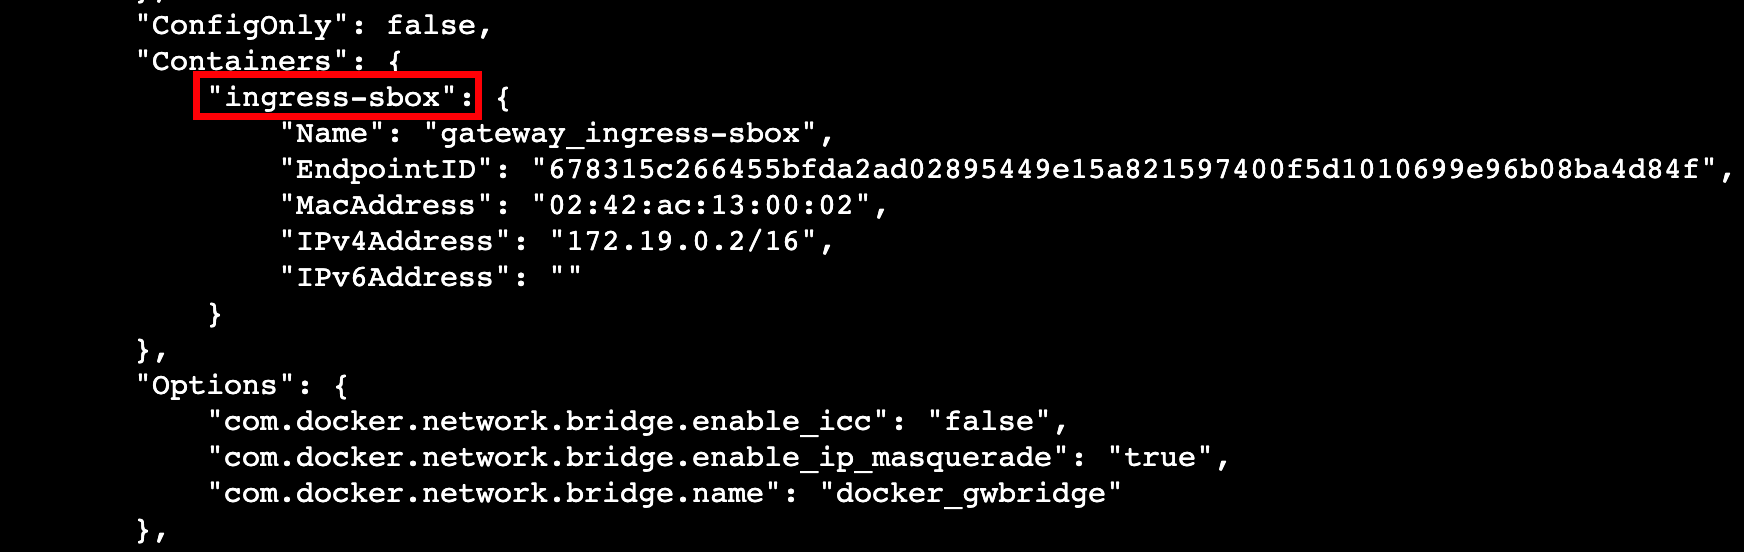 "ConfigOnly": false,
"Containers": {
"ingress-sbox": {
"Name": "gateway_ingress-sbox",
"EndpointID": "678315c266455bfda2ad02895449e15a821597400f5d1010699e96b08ba4d84f",
"MacAddress": "02:42:ac:13:00:02",
"IPv4Address": "172.19.0.2/16",
"IPv6Address": ""
}
},
"Options": {
"com.docker.network.bridge.enable_icc": "false",
"com.docker.network.bridge.enable_ip_masquerade": "true",
"com.docker.network.bridge.name": "docker_gwbridge"
},